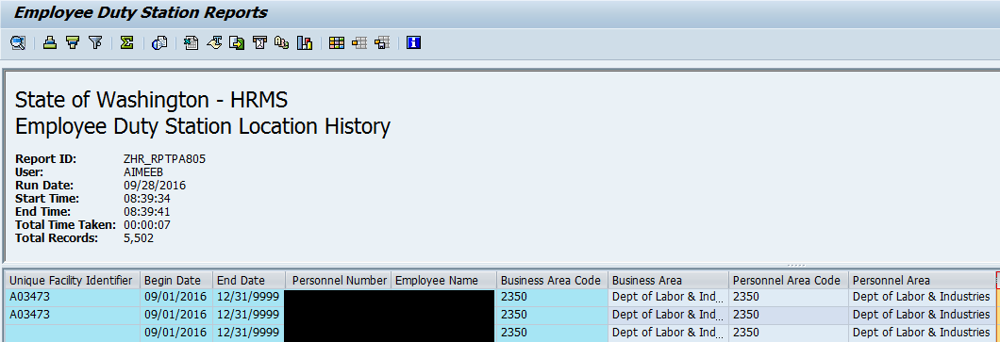 Employee Duty Station Reports
State of Washington - HRMS
Employee Duty Station Location History
Report ID: ZHR_RPTPA805
User: AIMEEB
Run Date: 09/28/2016
Start Time: 08:39:34
End Time: 08:39:41
Total Time Taken: 00:00:07
Total Records: 5,502
Unique Facility Identifier Begin Date End Date Personnel Number Employee Name Business Area Code Business Area Personnel Area Code Personnel Area
A03473 09/01/2016 12/31/9999 2350 Dept of Labor & Ind... 2350 Dept of Labor & Industries
A03473 09/01/2016 12/31/9999 2350 Dept of Labor & Ind... 2350 Dept of Labor & Industries
09/01/2016 12/31/9999 2350 Dept of Labor & Ind... 2350 Dept of Labor & Industries